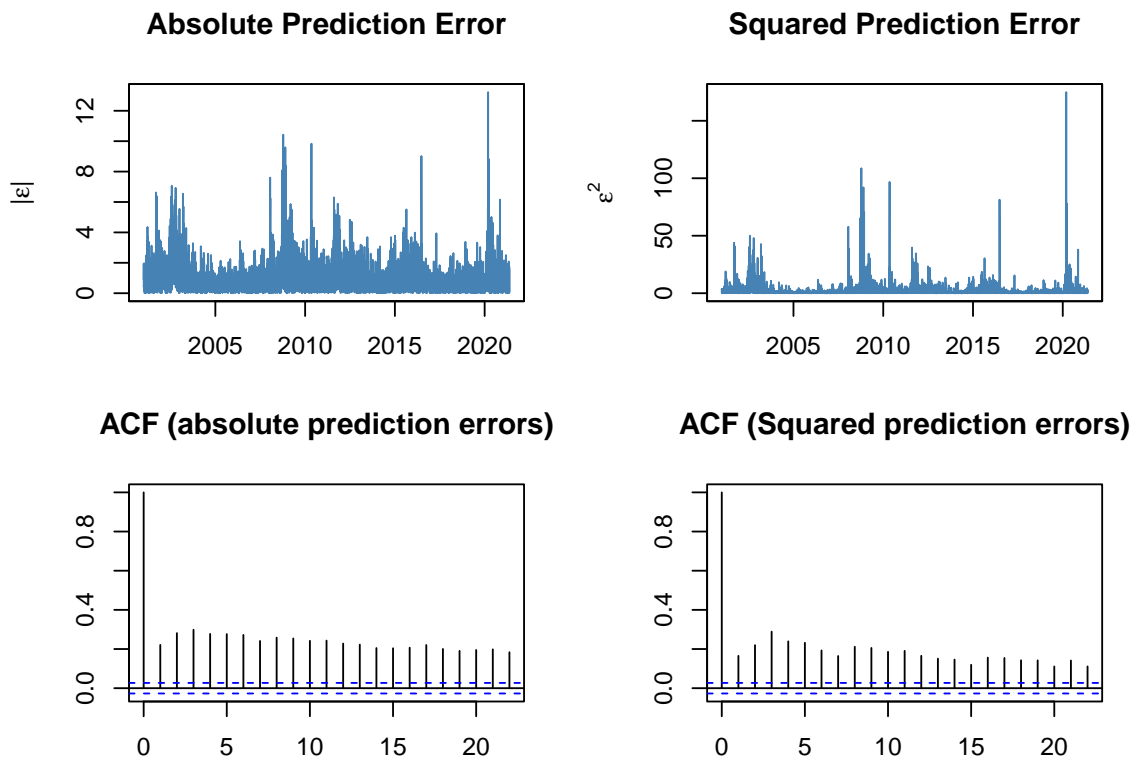 Absolute Prediction Error
|ε|
12
8
4
0
2005 2010 2015 2020
Squared Prediction Error
ε²
100
50
0
2005 2010 2015 2020
ACF (absolute prediction errors)
0.8
0.4
0.0
0 5 10 15 20
ACF (Squared prediction errors)
0.8
0.4
0.0
0 5 10 15 20